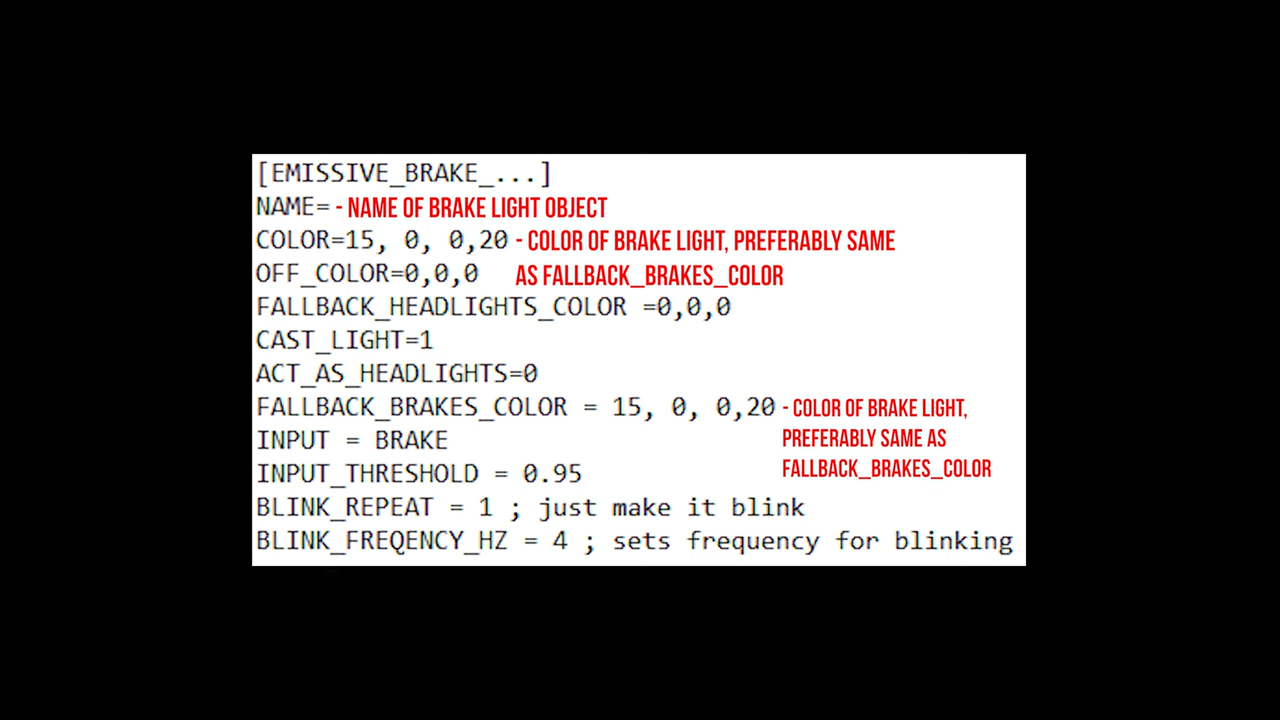 [EMISSIVE_BRAKE_...]
NAME= - NAME OF BRAKE LIGHT OBJECT
COLOR=15, 0, 0,20 - COLOR OF BRAKE LIGHT, PREFERABLY SAME
OFF_COLOR=0,0,0 AS FALLBACK_BRAKES_COLOR
FALLBACK_HEADLIGHTS_COLOR =0,0,0
CAST_LIGHT=1
ACT_AS_HEADLIGHTS=0
FALLBACK_BRAKES_COLOR = 15, 0, 0,20 - COLOR OF BRAKE LIGHT,
INPUT = BRAKE PREFERABLY SAME AS
INPUT_THRESHOLD = 0.95 FALLBACK_BRAKES_COLOR
BLINK_REPEAT = 1 ; just make it blink
BLINK_FREQENCY_HZ = 4 ; sets frequency for blinking